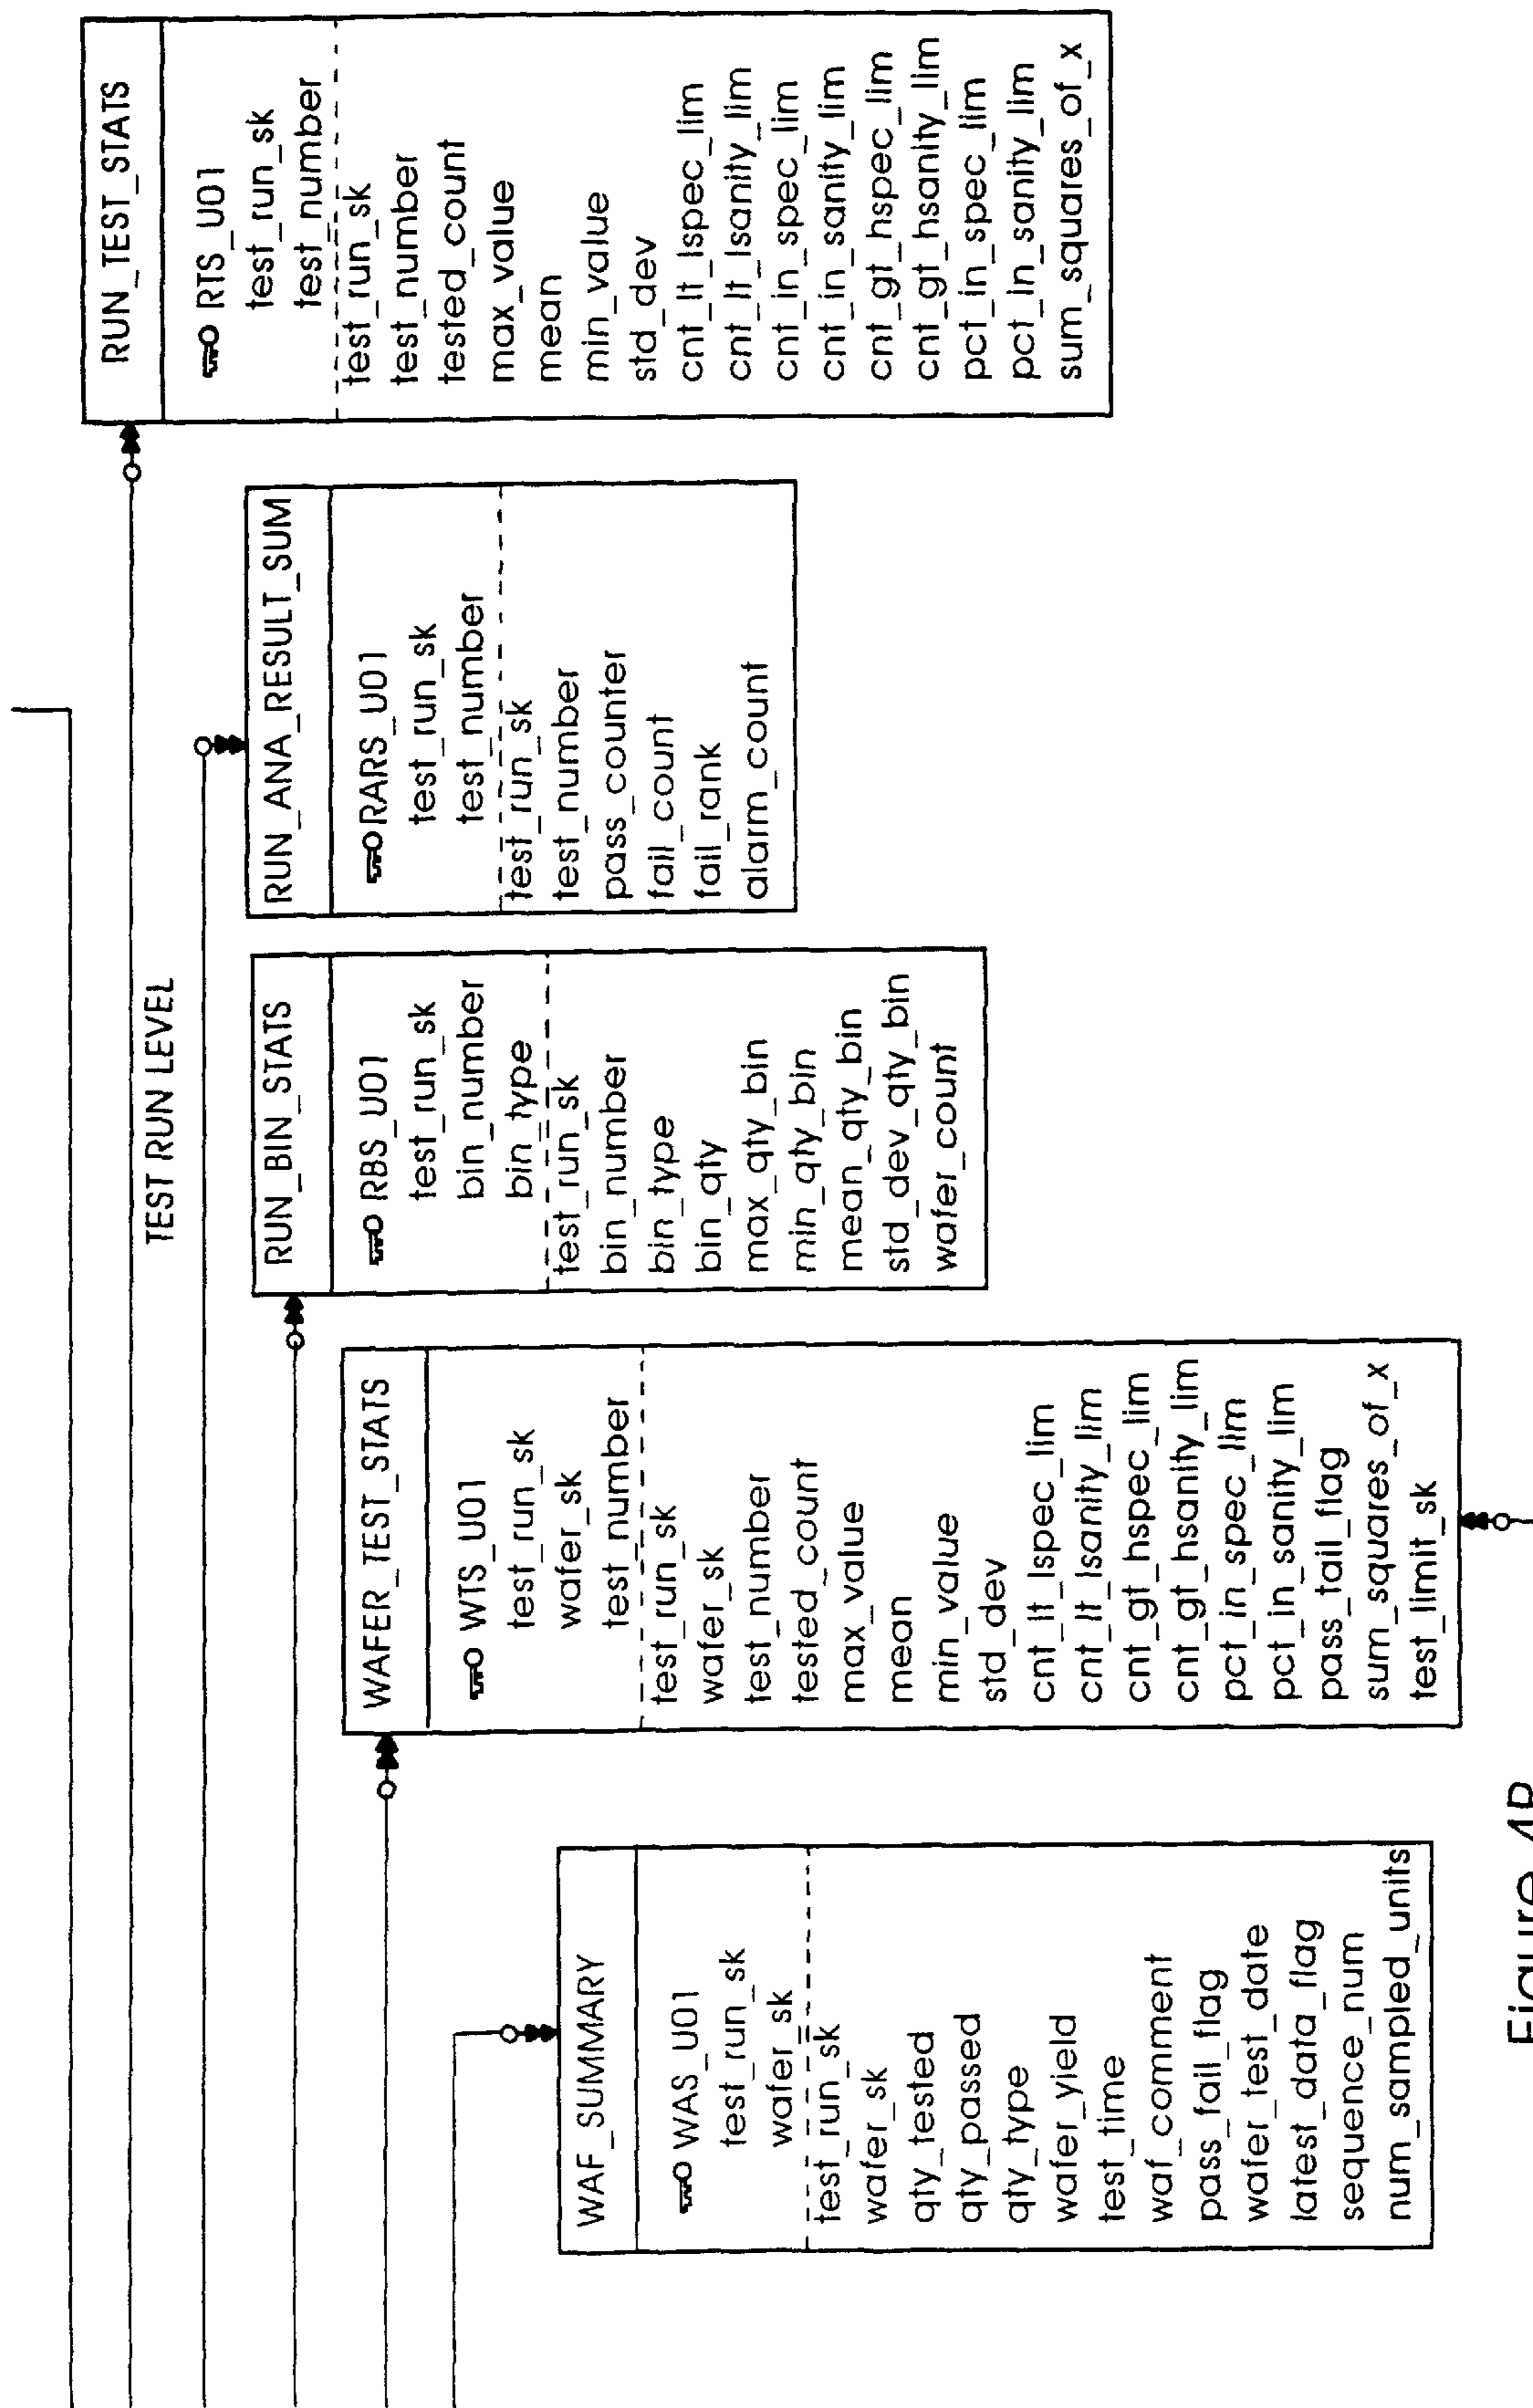 TEST RUN LEVEL
WAF_SUMMARY
WAS_U01
test_run_sk
wafer_sk
test_run_sk
wafer_sk
qty_tested
qty_passed
qty_type
wafer_yield
test_time
waf_comment
pass_fail_flag
wafer_test_date
latest_data_flag
sequence_num
num_sampled_units
WAFER_TEST_STATS
WTS_U01
test_run_sk
wafer_sk
test_number
test_run_sk
wafer_sk
test_number
tested_count
max_value
mean
min_value
std_dev
cnt_lt_lspec_lim
cnt_lt_lsanity_lim
cnt_gt_hspec_lim
cnt_gt_hsanity_lim
pct_in_spec_lim
pct_in_sanity_lim
pass_tail_flag
sum_squares_of_x
test_limit_sk
RUN_BIN_STATS
RBS_U01
test_run_sk
bin_number
bin_type
test_run_sk
bin_number
bin_type
bin_qty
max_qty_bin
min_qty_bin
mean_qty_bin
std_dev_qty_bin
wafer_count
RUN_ANA_RESULT_SUM
RARS_U01
test_run_sk
test_number
test_run_sk
test_number
pass_counter
fail_count
fail_rank
alarm_count
RUN_TEST_STATS
RTS_U01
test_run_sk
test_number
test_run_sk
test_number
tested_count
max_value
mean
min_value
std_dev
cnt_lt_lspec_lim
cnt_lt_lsanity_lim
cnt_in_spec_lim
cnt_in_sanity_lim
cnt_gt_hspec_lim
cnt_gt_hsanity_lim
pct_in_spec_lim
pct_in_sanity_lim
sum_squares_of_x
Figure